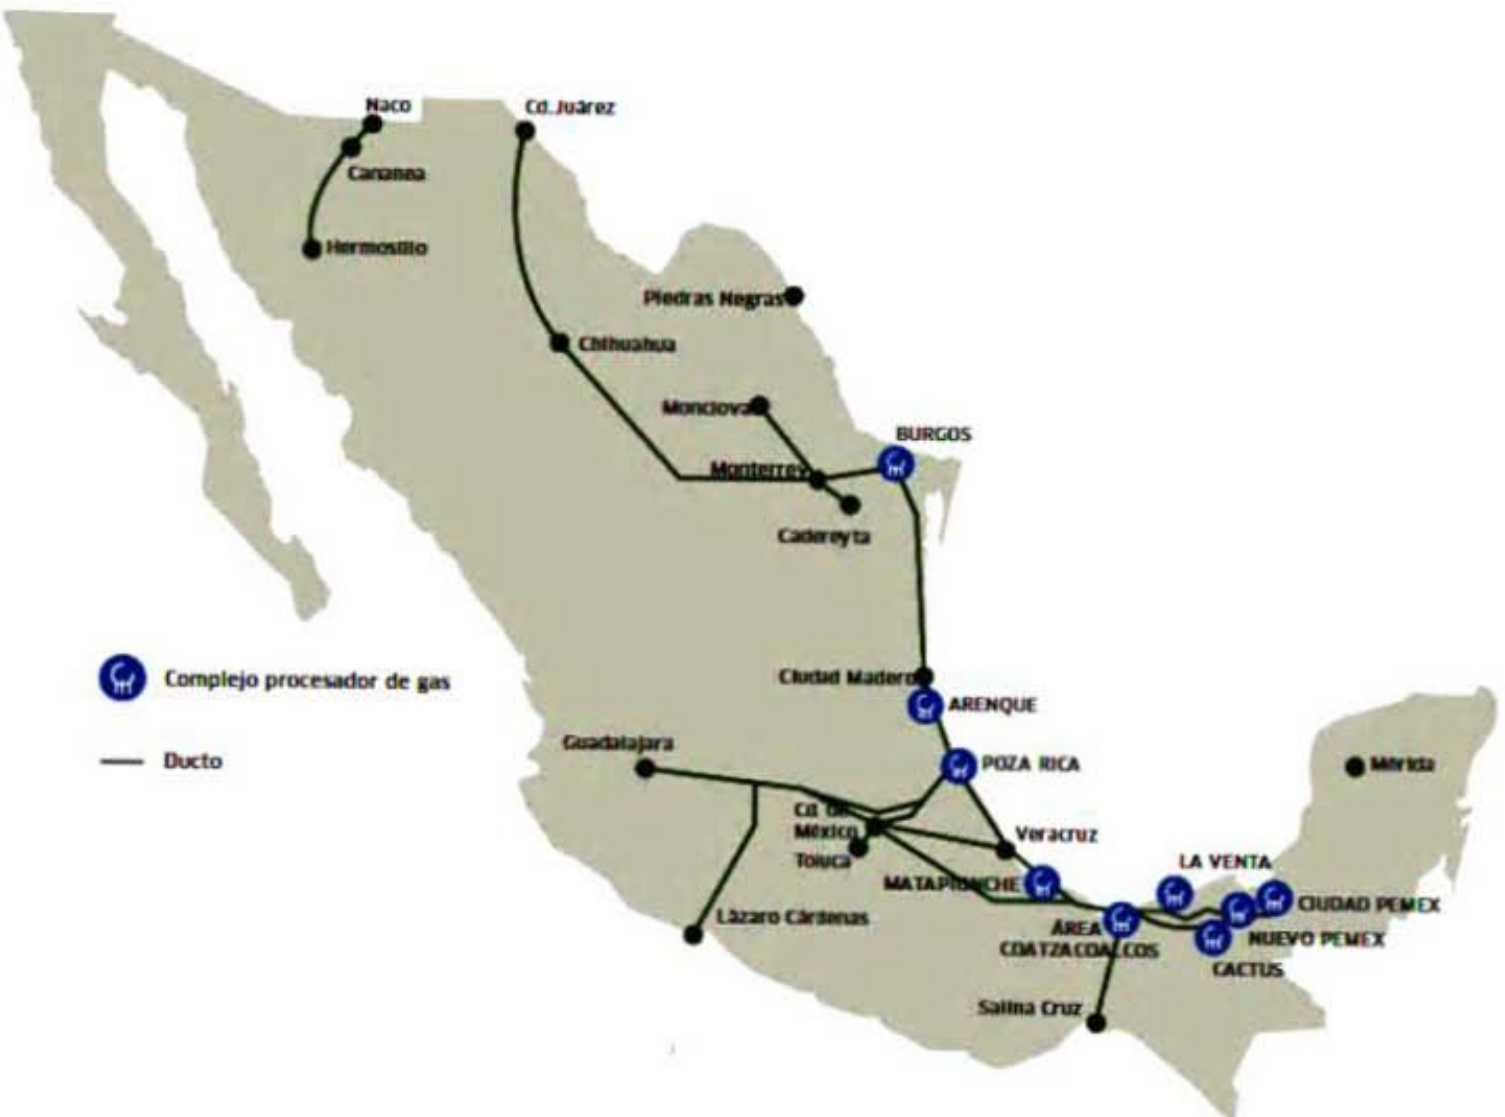 Naco
Cd. Juárez
Cananea
Hermosillo
Piedras Negras
Chihuahua
Monclova
BURGOS
Monterrey
Cadereyta
Complejo procesador de gas
Ciudad Madero
ARENQUE
Ducto
Guadalajara
POZA RICA
Mérida
Cd. de
México
Veracruz
Toluca
LA VENTA
MATAPIONCHE
CIUDAD PEMEX
Lázaro Cárdenas
ÁREA
COATZACOALCOS
NUEVO PEMEX
CACTUS
Salina Cruz